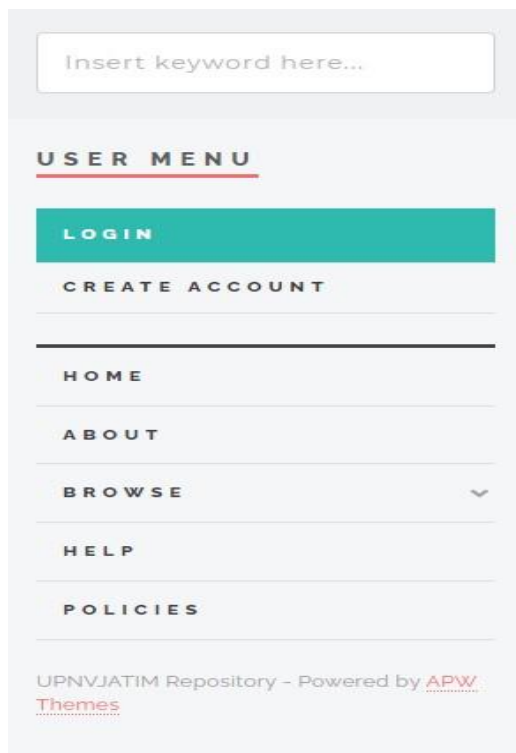 Insert keyword here...
USER MENU
LOGIN
CREATE ACCOUNT
HOME
ABOUT
BROWSE
HELP
POLICIES
UPNVJATIM Repository - Powered by APW
Themes